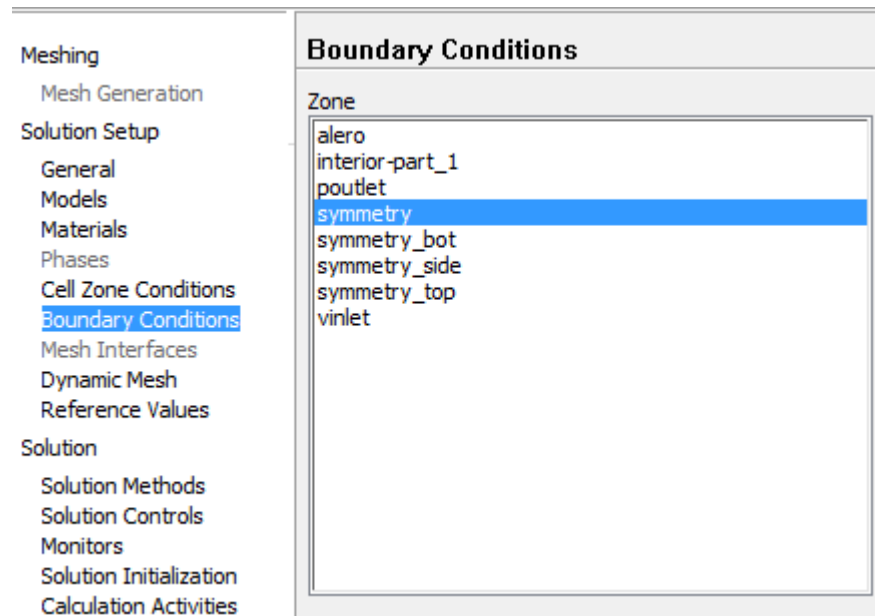 Meshing
Mesh Generation
Solution Setup
General
Models
Materials
Phases
Cell Zone Conditions
Boundary Conditions
Mesh Interfaces
Dynamic Mesh
Reference Values
Solution
Solution Methods
Solution Controls
Monitors
Solution Initialization
Calculation Activities
Boundary Conditions
Zone
alero
interior-part_1
poutlet
symmetry
symmetry_bot
symmetry_side
symmetry_top
vinlet